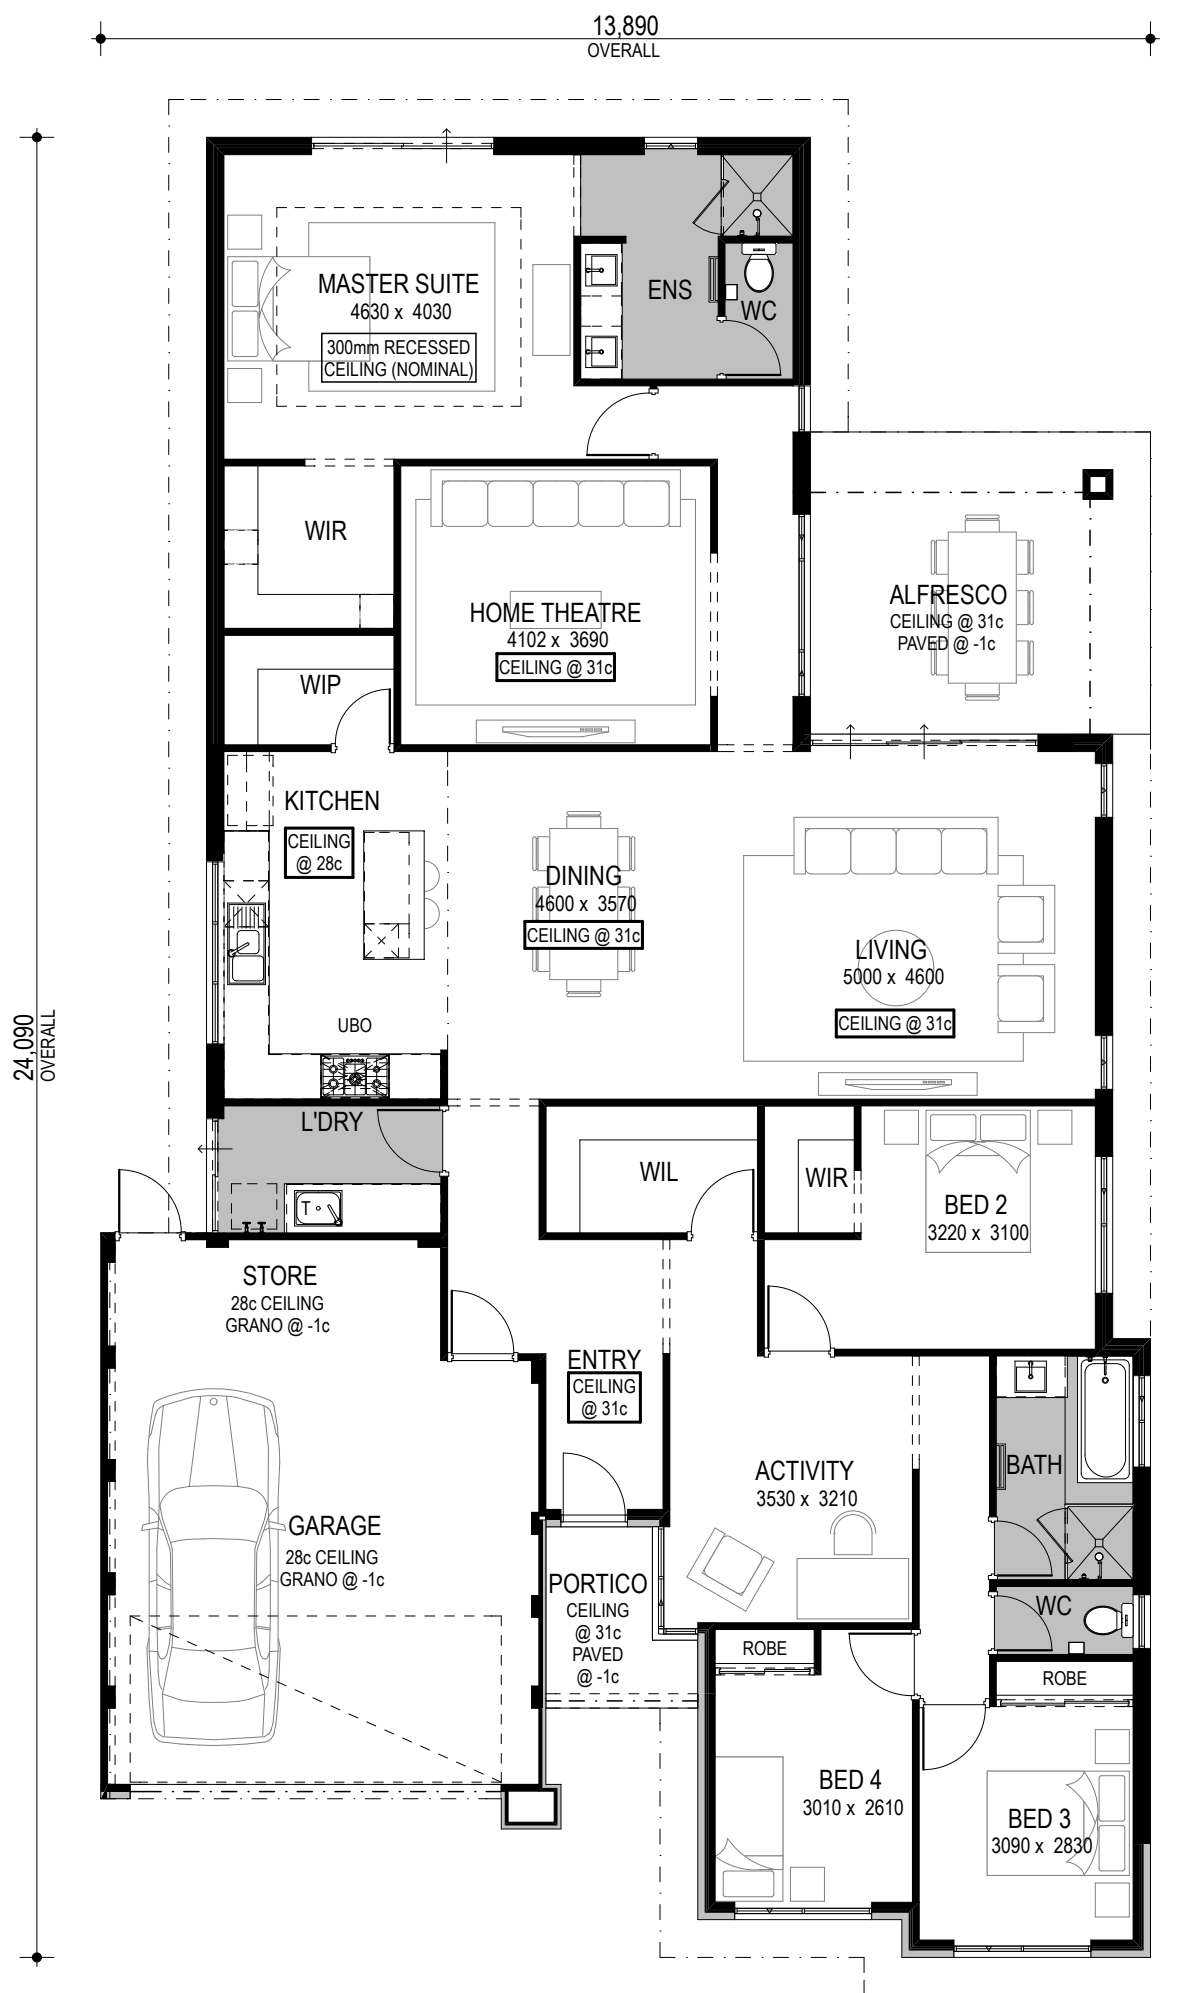 13,890
OVERALL
MASTER SUITE
4630 x 4030
300mm RECESSED
CEILING (NOMINAL)
ENS
WC
WIR
HOME THEATRE
4102 x 3690
CEILING @ 31c
ALFRESCO
CEILING @ 31c
PAVED @ -1c
WIP
KITCHEN
CEILING
@ 28c
DINING
4600 x 3570
CEILING @ 31c
LIVING
5000 x 4600
CEILING @ 31c
UBO
24,090
OVERALL
L'DRY
T
WIL
WIR
BED 2
3220 x 3100
STORE
28c CEILING
GRANO @ -1c
ENTRY
CEILING
@ 31c
ACTIVITY
3530 x 3210
BATH
GARAGE
28c CEILING
GRANO @ -1c
PORTICO
CEILING
@ 31c
PAVED
@ -1c
WC
ROBE
ROBE
BED 4
3010 x 2610
BED 3
3090 x 2830